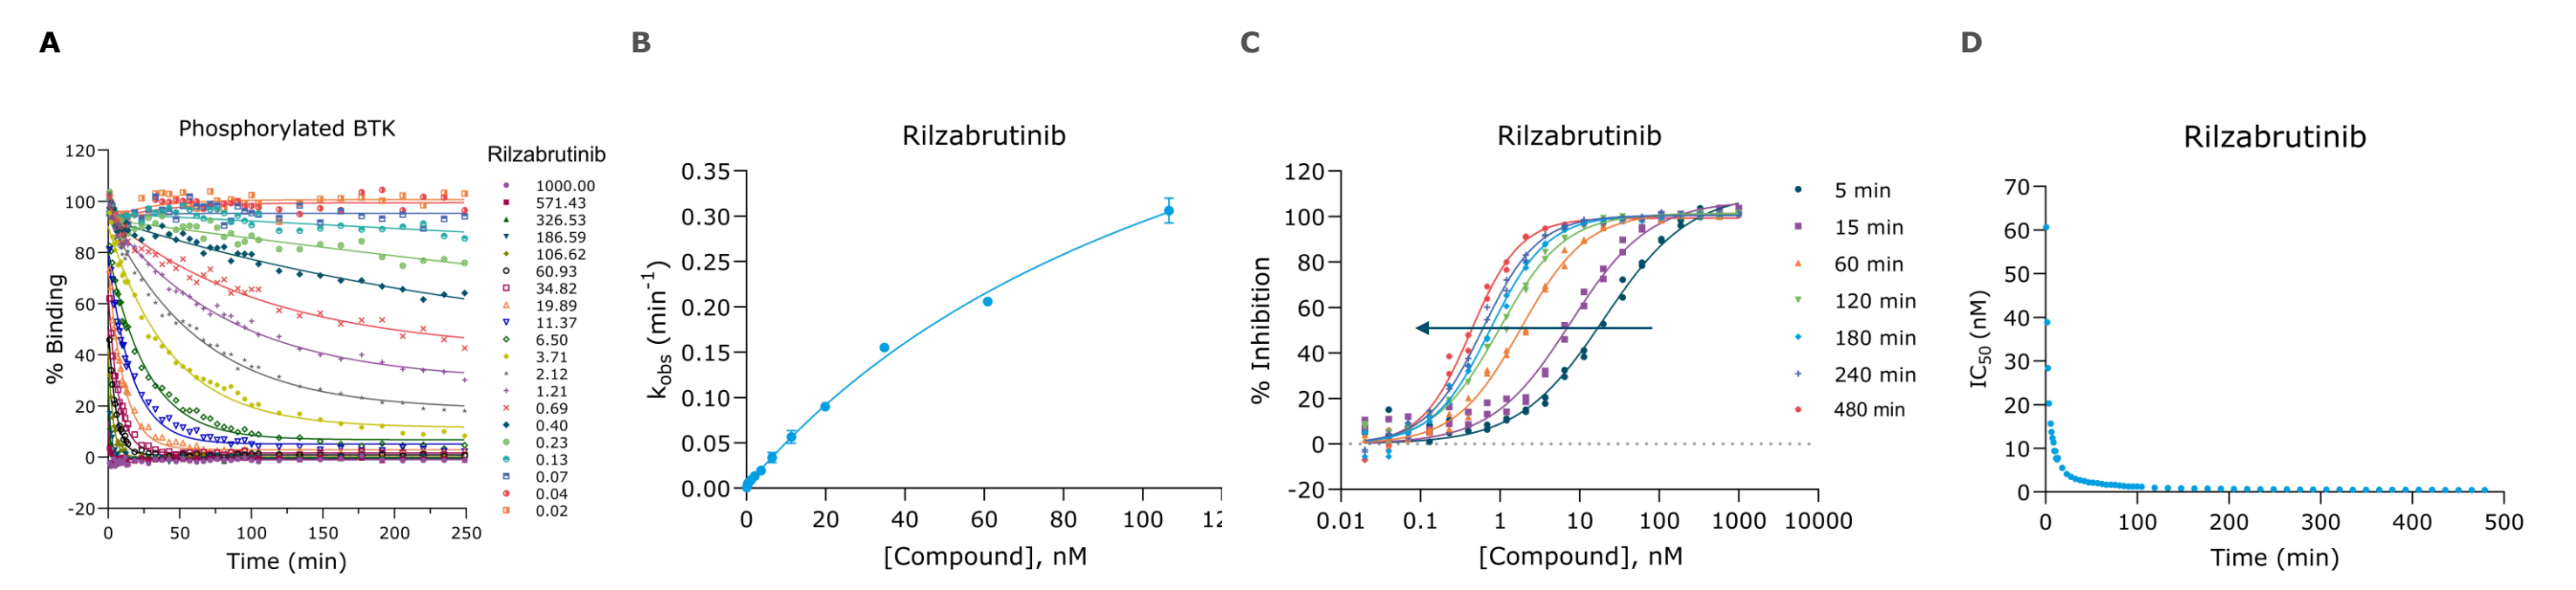 A
B
C
D
Phosphorylated BTK
Rilzabrutinib
1000.00
571.43
326.53
186.59
106.62
60.93
34.82
19.89
11.37
6.50
3.71
2.12
1.21
0.69
0.40
0.23
0.13
0.07
0.04
0.02
120
100
80
60
40
20
0
-20
% Binding
0 50 100 150 200 250
Time (min)
Rilzabrutinib
0.35
0.30
0.25
0.20
0.15
0.10
0.05
0.00
kobs (min-1)
0 20 40 60 80 100 12
[Compound], nM
Rilzabrutinib
120
100
80
60
40
20
0
-20
% Inhibition
0.01 0.1 1 10 100 1000 10000
[Compound], nM
5 min
15 min
60 min
120 min
180 min
240 min
480 min
Rilzabrutinib
70
60
50
40
30
20
10
0
IC50 (nM)
0 100 200 300 400 500
Time (min)